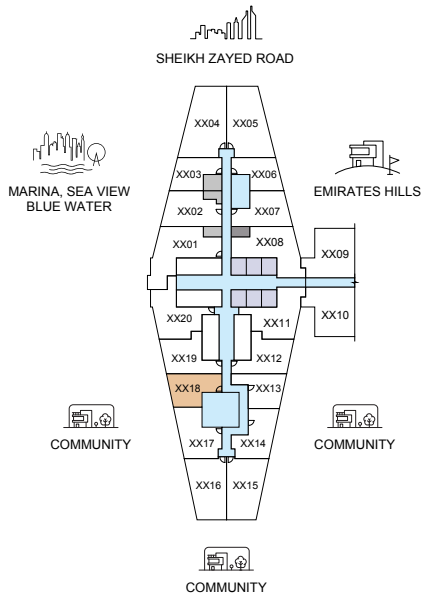 SHEIKH ZAYED ROAD
XX04 XX05
MARINA, SEA VIEW
BLUE WATER
EMIRATES HILLS
XX03 XX06
XX02 XX07
XX01 XX08
XX09
XX10
XX20 XX11
XX19 XX12
XX18 XX13
COMMUNITY
COMMUNITY
XX17 XX14
XX16 XX15
COMMUNITY